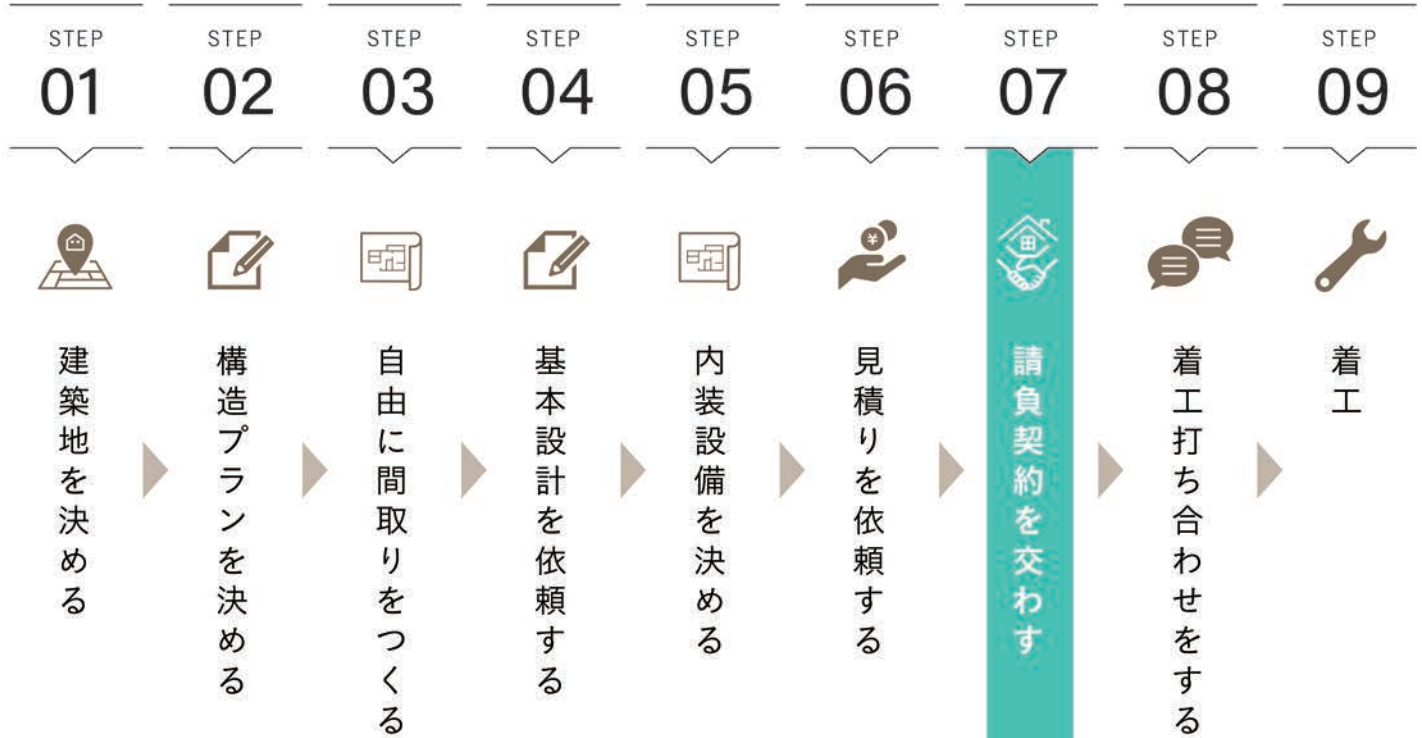 STEP
01
建築地を決める
STEP
02
構造プランを決める
STEP
03
自由に間取りをつくる
STEP
04
基本設計を依頼する
STEP
05
内装設備を決める
STEP
06
¥
見積りを依頼する
STEP
07
請負契約を交わす
STEP
08
着工打ち合わせをする
STEP
09
着工